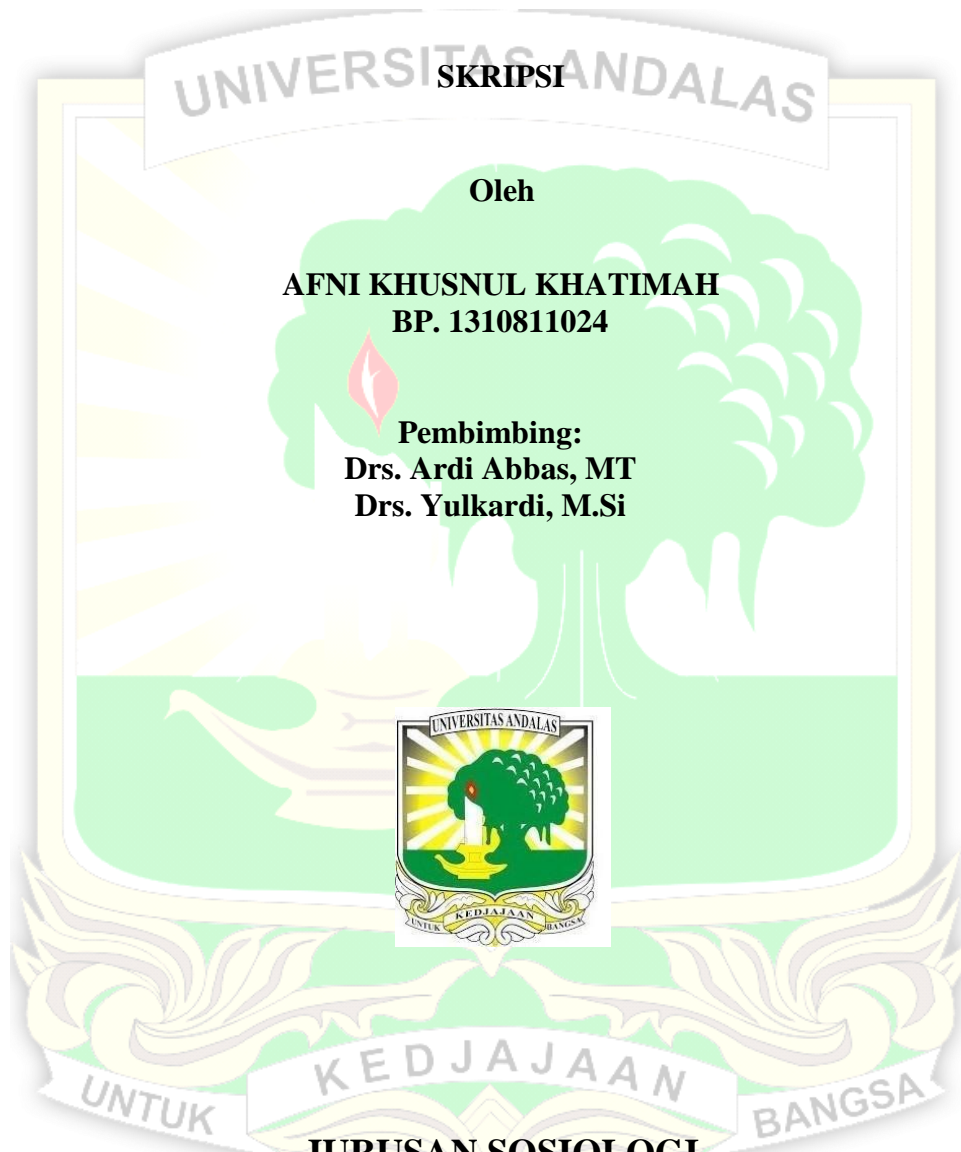 UNIVERSITAS ANDALAS
SKRIPSI
Oleh
AFNI KHUSNUL KHATIMAH
BP. 1310811024
Pembimbing:
Drs. Ardi Abbas, MT
Drs. Yulkardi, M.Si
UNIVERSITAS ANDALAS
UNTUK KEDJAJAAN BANGSA
UNTUK KEDJAJAAN BANGSA
JURUSAN SOSIOLOGI